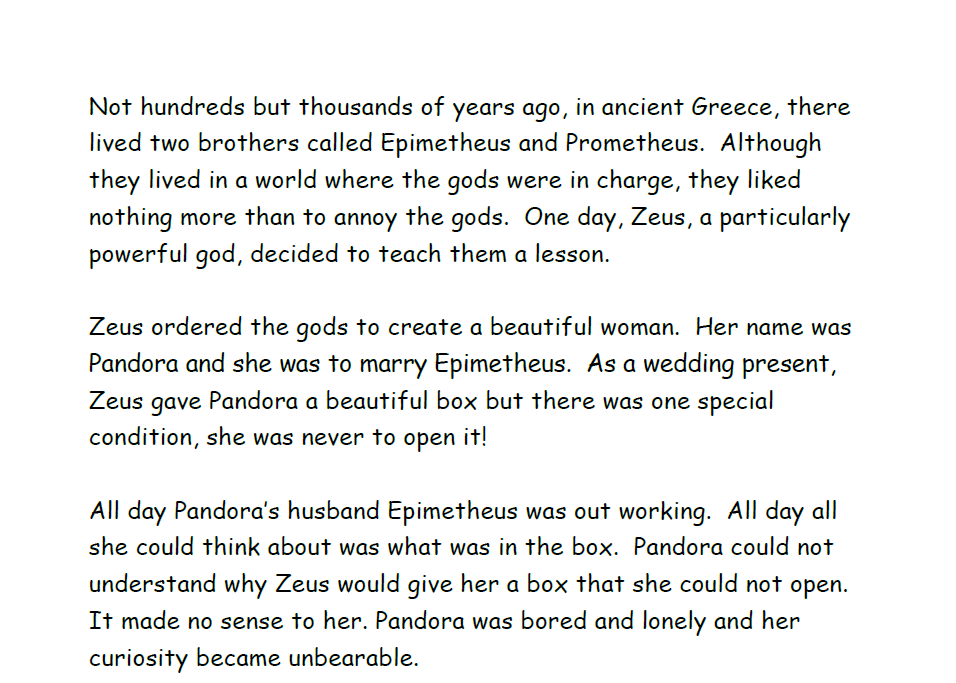 Not hundreds but thousands of years ago, in ancient Greece, there
lived two brothers called Epimetheus and Prometheus.  Although
they lived in a world where the gods were in charge, they liked
nothing more than to annoy the gods.  One day, Zeus, a particularly
powerful god, decided to teach them a lesson.

Zeus ordered the gods to create a beautiful woman.  Her name was
Pandora and she was to marry Epimetheus.  As a wedding present,
Zeus gave Pandora a beautiful box but there was one special
condition, she was never to open it!

All day Pandora’s husband Epimetheus was out working.  All day all
she could think about was what was in the box.  Pandora could not
understand why Zeus would give her a box that she could not open.
It made no sense to her. Pandora was bored and lonely and her
curiosity became unbearable.